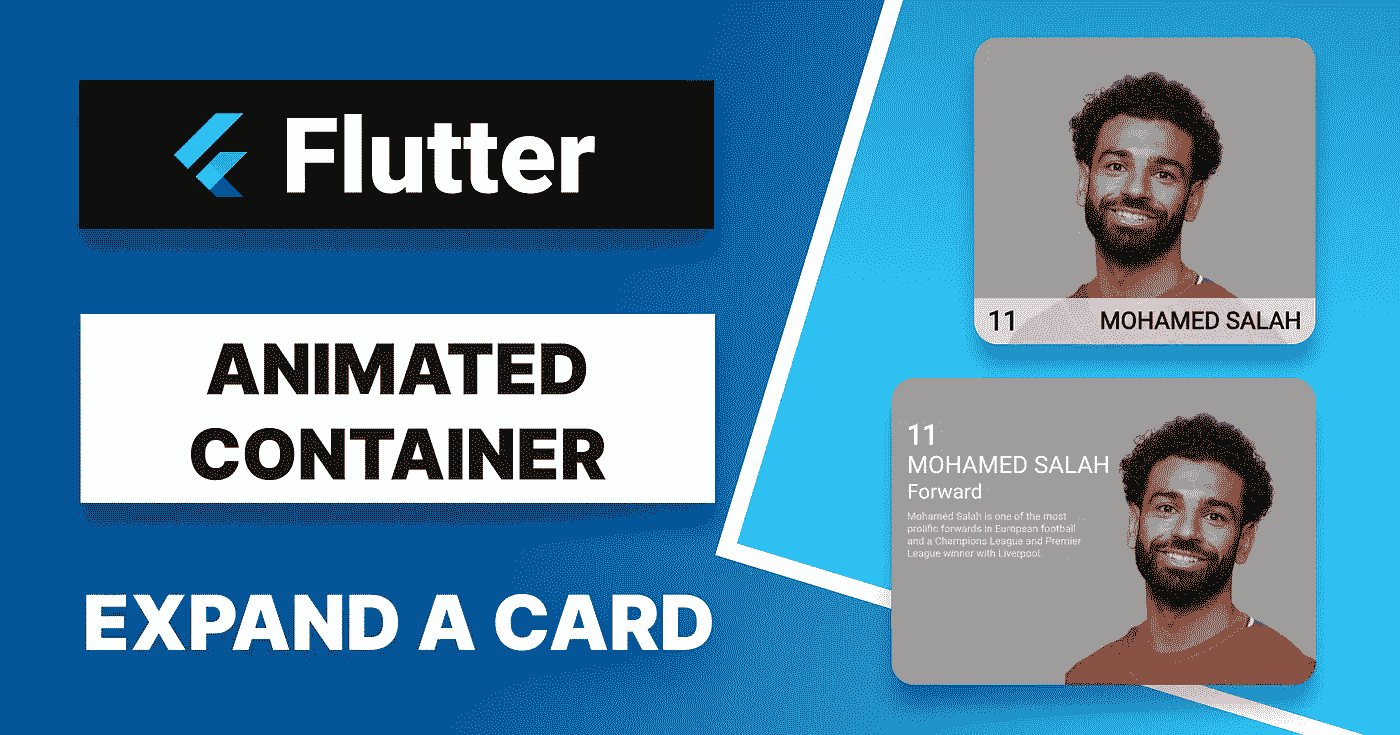 Flutter
ANIMATED
CONTAINER
EXPAND A CARD
11 MOHAMED SALAH
11
MOHAMED SALAH
Forward
Mohamed Salah is one of the most
prolific forwards in European football
and a Champions League and Premier
League winner with Liverpool.